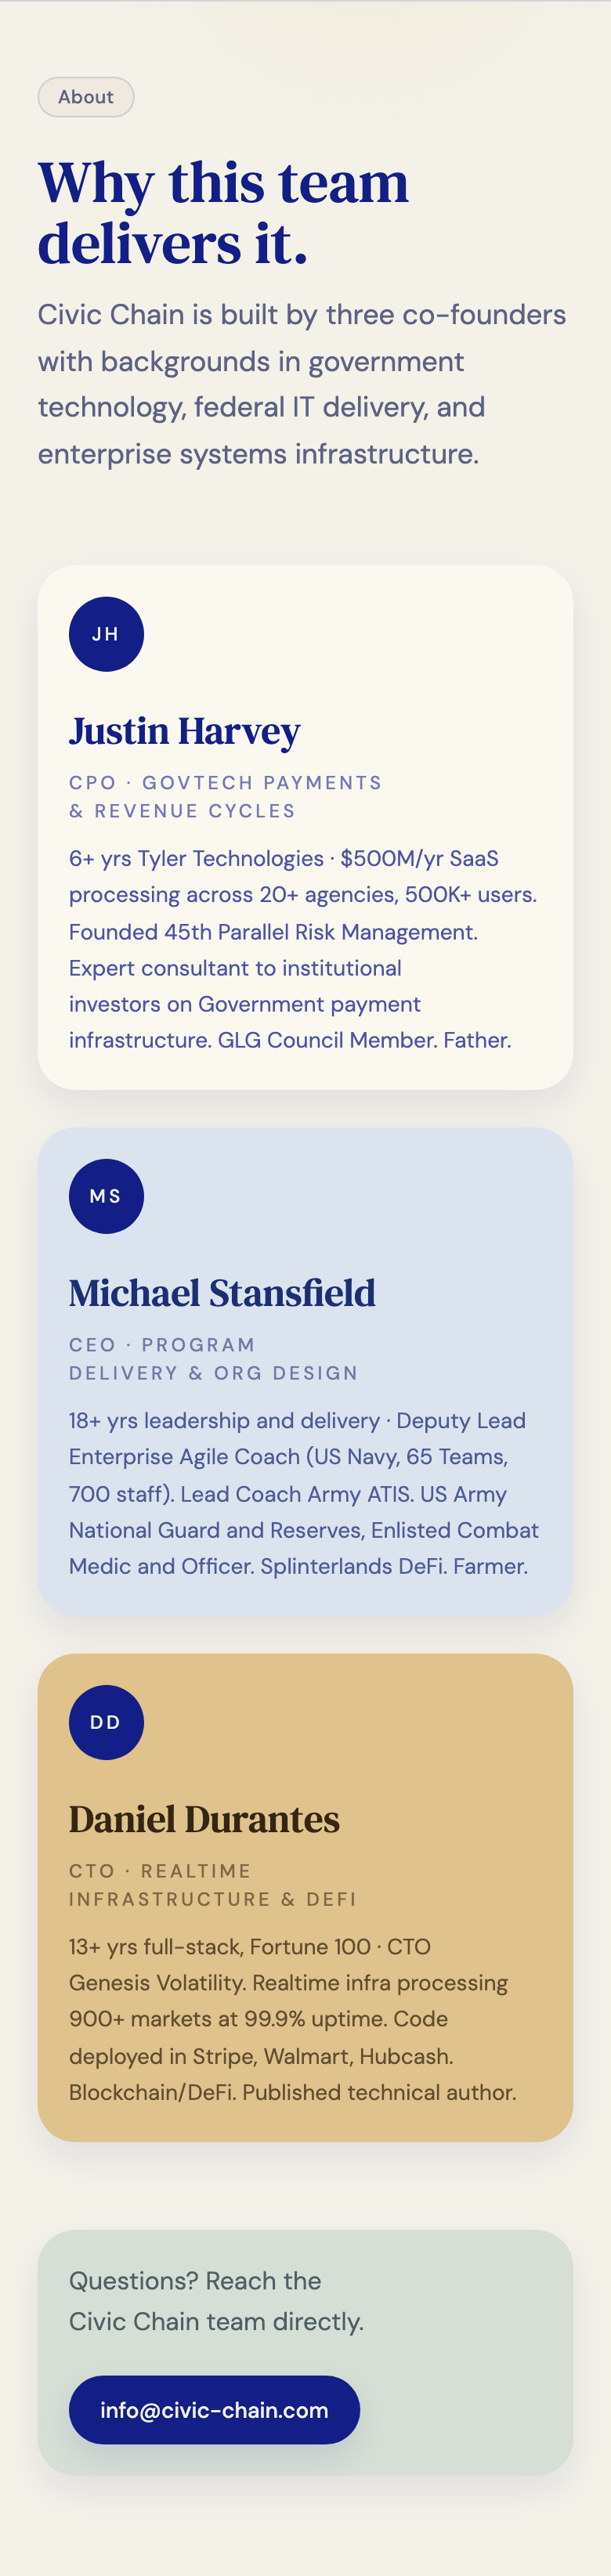 About
Why this team
delivers it.
Civic Chain is built by three co-founders
with backgrounds in government
technology, federal IT delivery, and
enterprise systems infrastructure.
JH
Justin Harvey
CPO · GOVTECH PAYMENTS
& REVENUE CYCLES
6+ yrs Tyler Technologies · $500M/yr SaaS
processing across 20+ agencies, 500K+ users.
Founded 45th Parallel Risk Management.
Expert consultant to institutional
investors on Government payment
infrastructure. GLG Council Member. Father.
MS
Michael Stansfield
CEO · PROGRAM
DELIVERY & ORG DESIGN
18+ yrs leadership and delivery · Deputy Lead
Enterprise Agile Coach (US Navy, 65 Teams,
700 staff). Lead Coach Army ATIS. US Army
National Guard and Reserves, Enlisted Combat
Medic and Officer. Splinterlands DeFi. Farmer.
DD
Daniel Durantes
CTO · REALTIME
INFRASTRUCTURE & DEFI
13+ yrs full-stack, Fortune 100 · CTO
Genesis Volatility. Realtime infra processing
900+ markets at 99.9% uptime. Code
deployed in Stripe, Walmart, Hubcash.
Blockchain/DeFi. Published technical author.
Questions? Reach the
Civic Chain team directly.
info@civic-chain.com